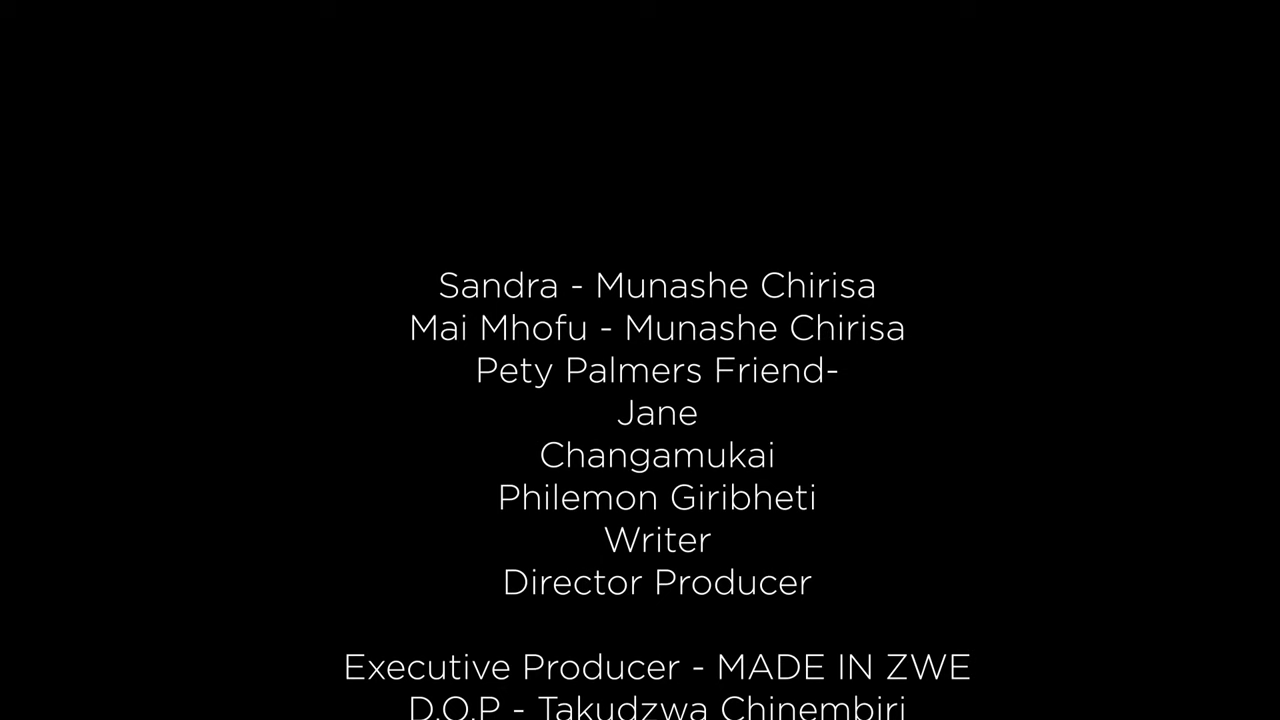 Sandra - Munashe Chirisa
Mai Mhofu - Munashe Chirisa
Pety Palmers Friend-
Jane
Changamukai
Philemon Giribheti
Writer
Director Producer
Executive Producer - MADE IN ZWE
D.O.P - Takudzwa Chinembiri